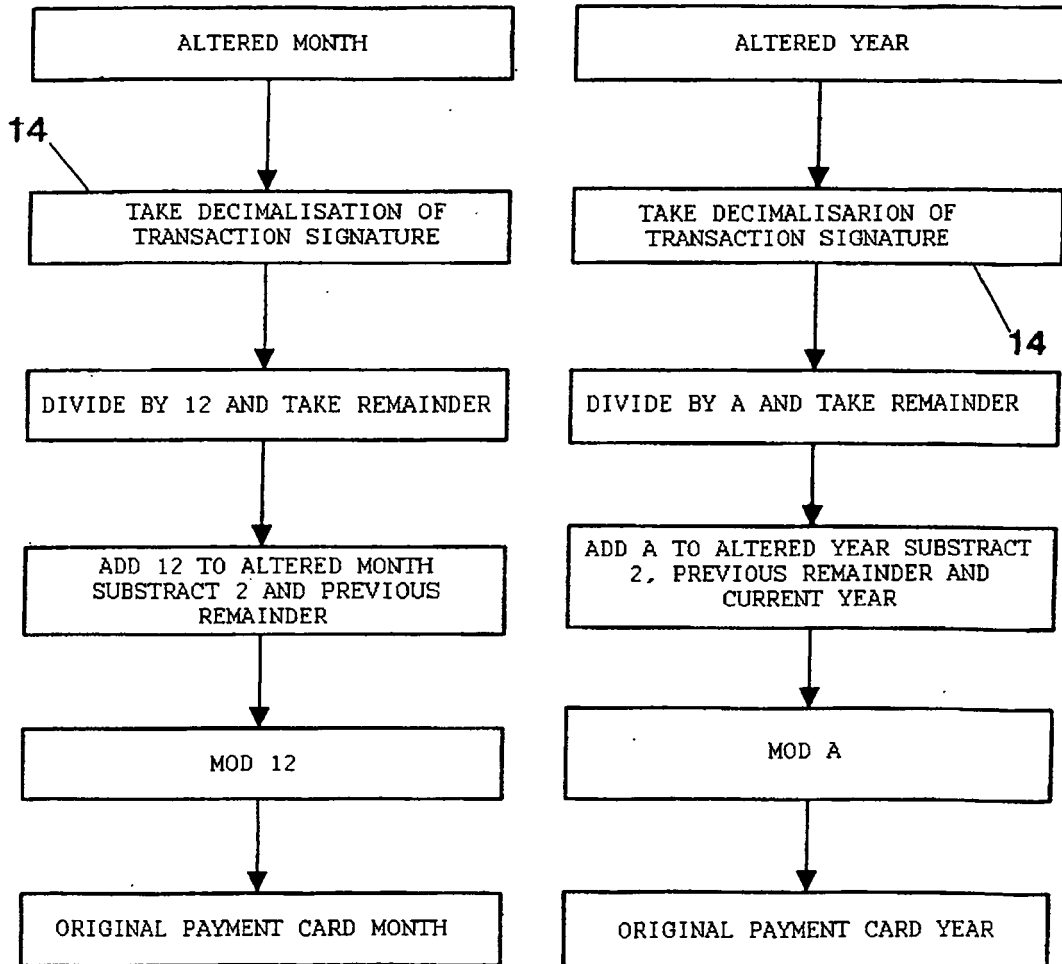 ALTERED MONTH
14
TAKE DECIMALISATION OF
TRANSACTION SIGNATURE
DIVIDE BY 12 AND TAKE REMAINDER
ADD 12 TO ALTERED MONTH
SUBSTRACT 2 AND PREVIOUS
REMAINDER
MOD 12
ORIGINAL PAYMENT CARD MONTH
ALTERED YEAR
TAKE DECIMALISARION OF
TRANSACTION SIGNATURE
14
DIVIDE BY A AND TAKE REMAINDER
ADD A TO ALTERED YEAR SUBSTRACT
2, PREVIOUS REMAINDER AND
CURRENT YEAR
MOD A
ORIGINAL PAYMENT CARD YEAR